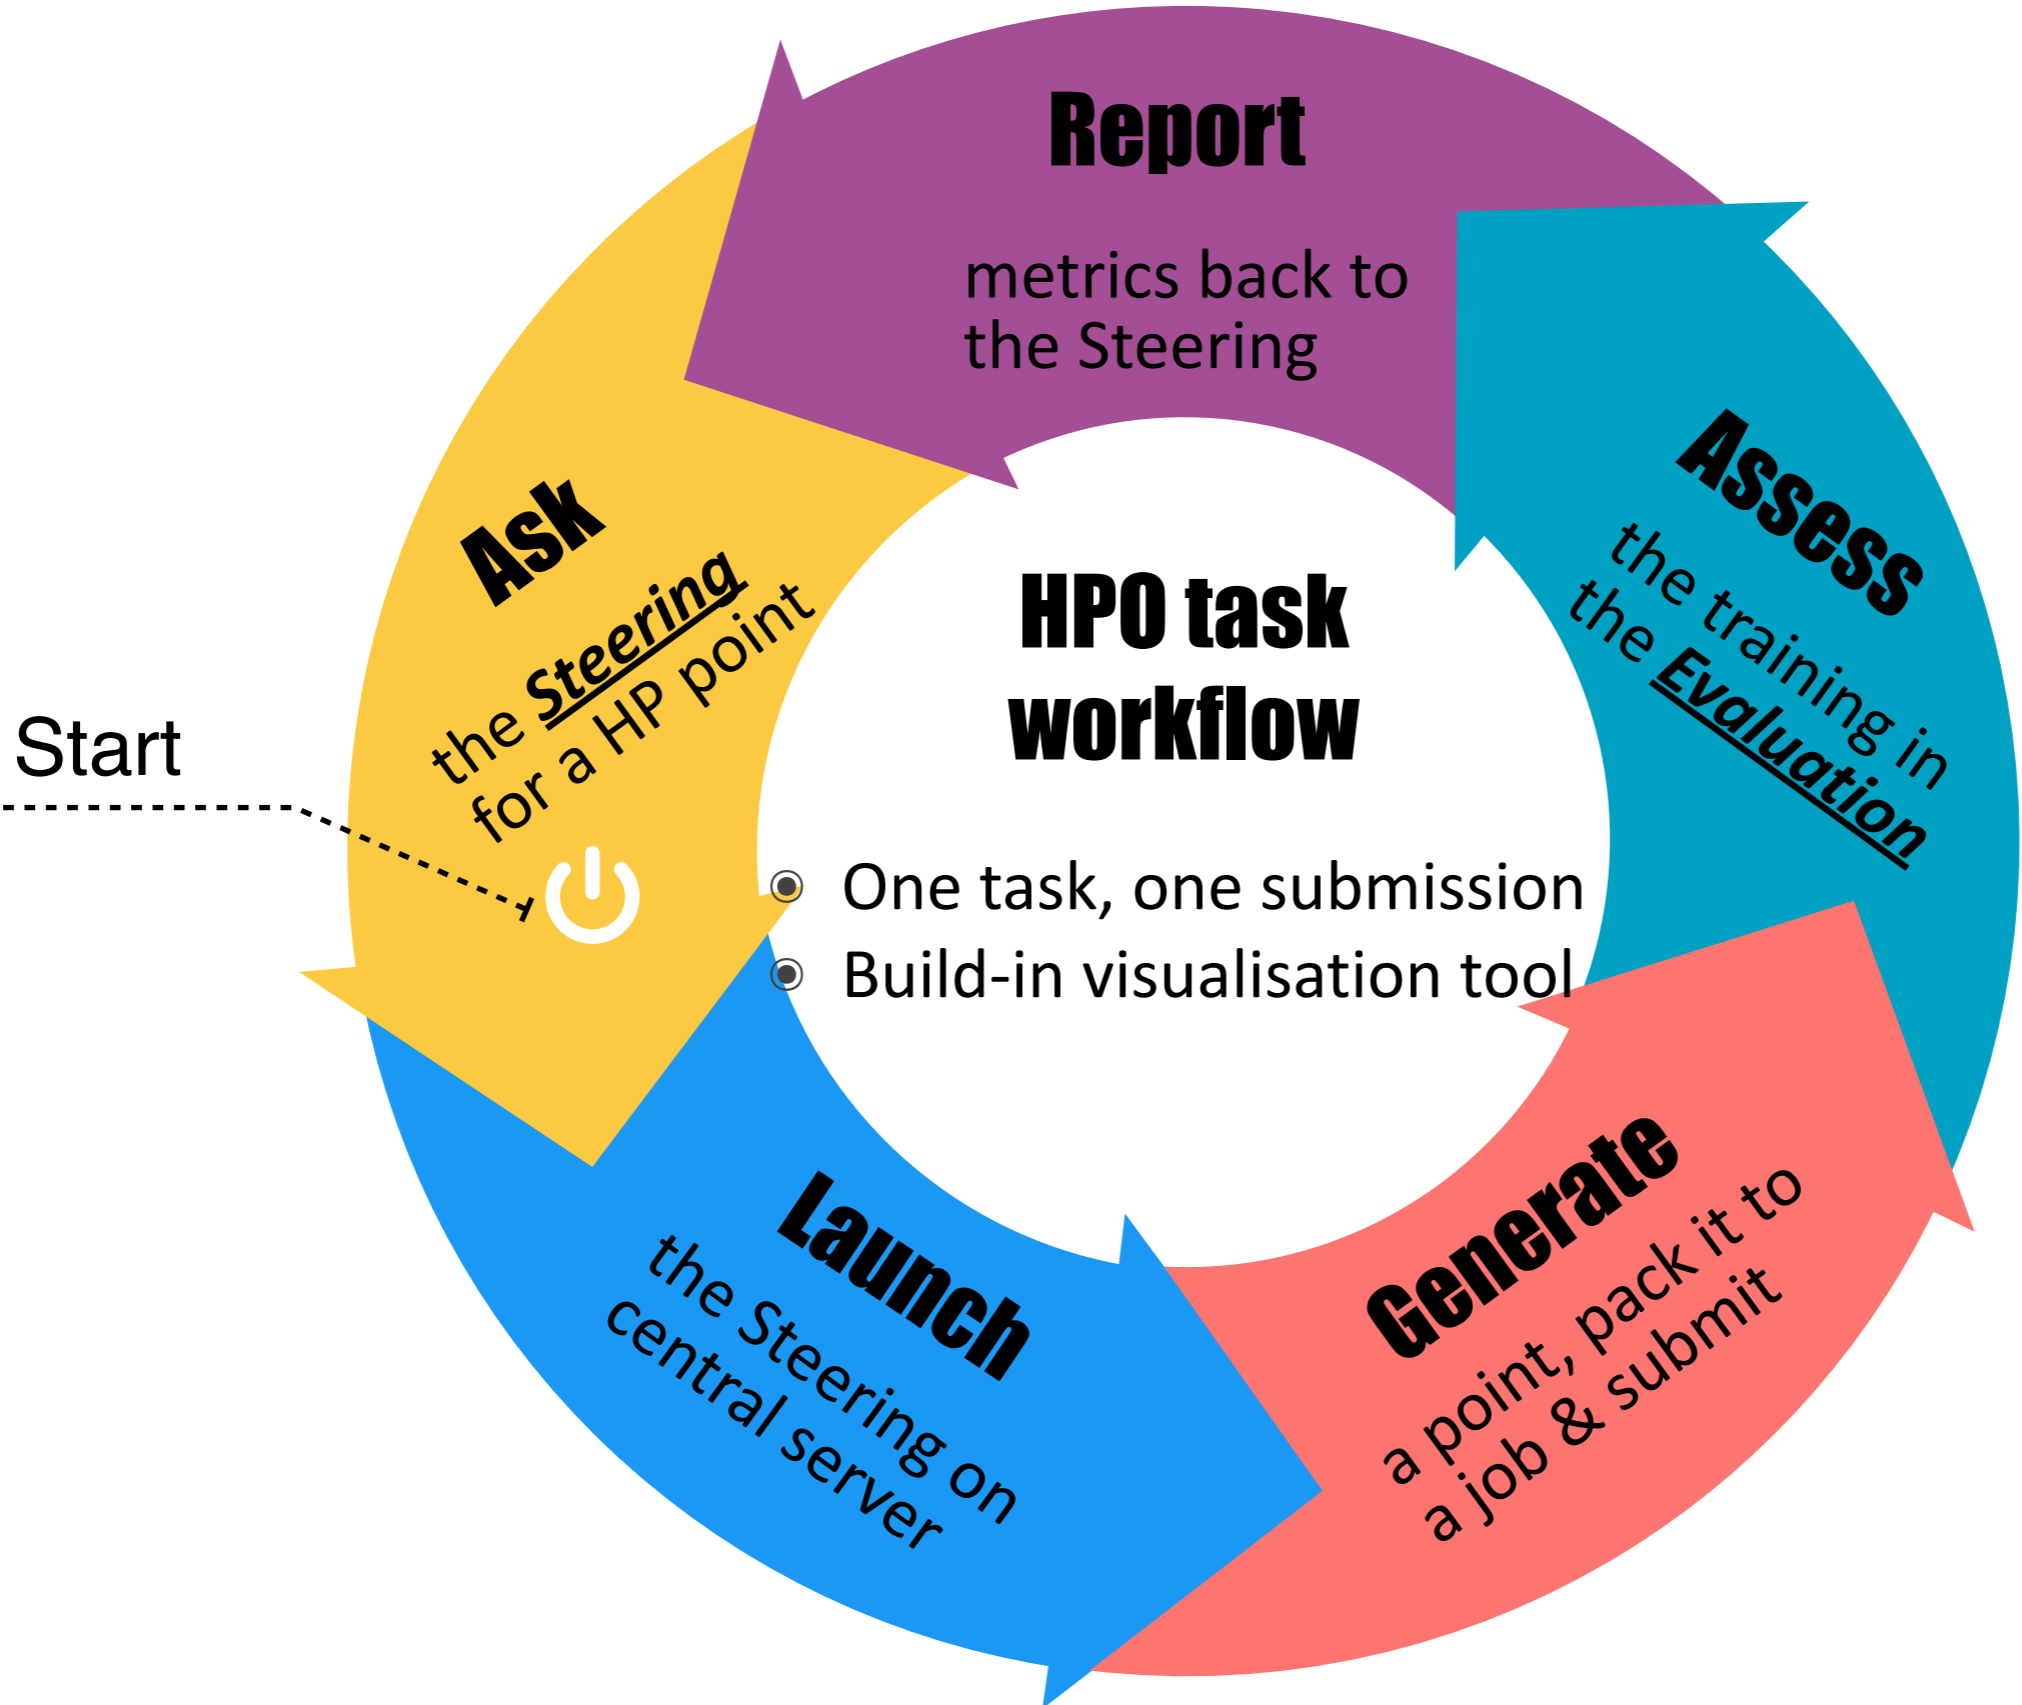 Report
metrics back to
the Steering
Assess
the training in
the Evaluation
Ask
the Steering
for a HP point
Start
HPO task
workflow
One task, one submission
Build-in visualisation tool
Launch
the Steering on
central server
Generate
a point, pack it to
a job & submit